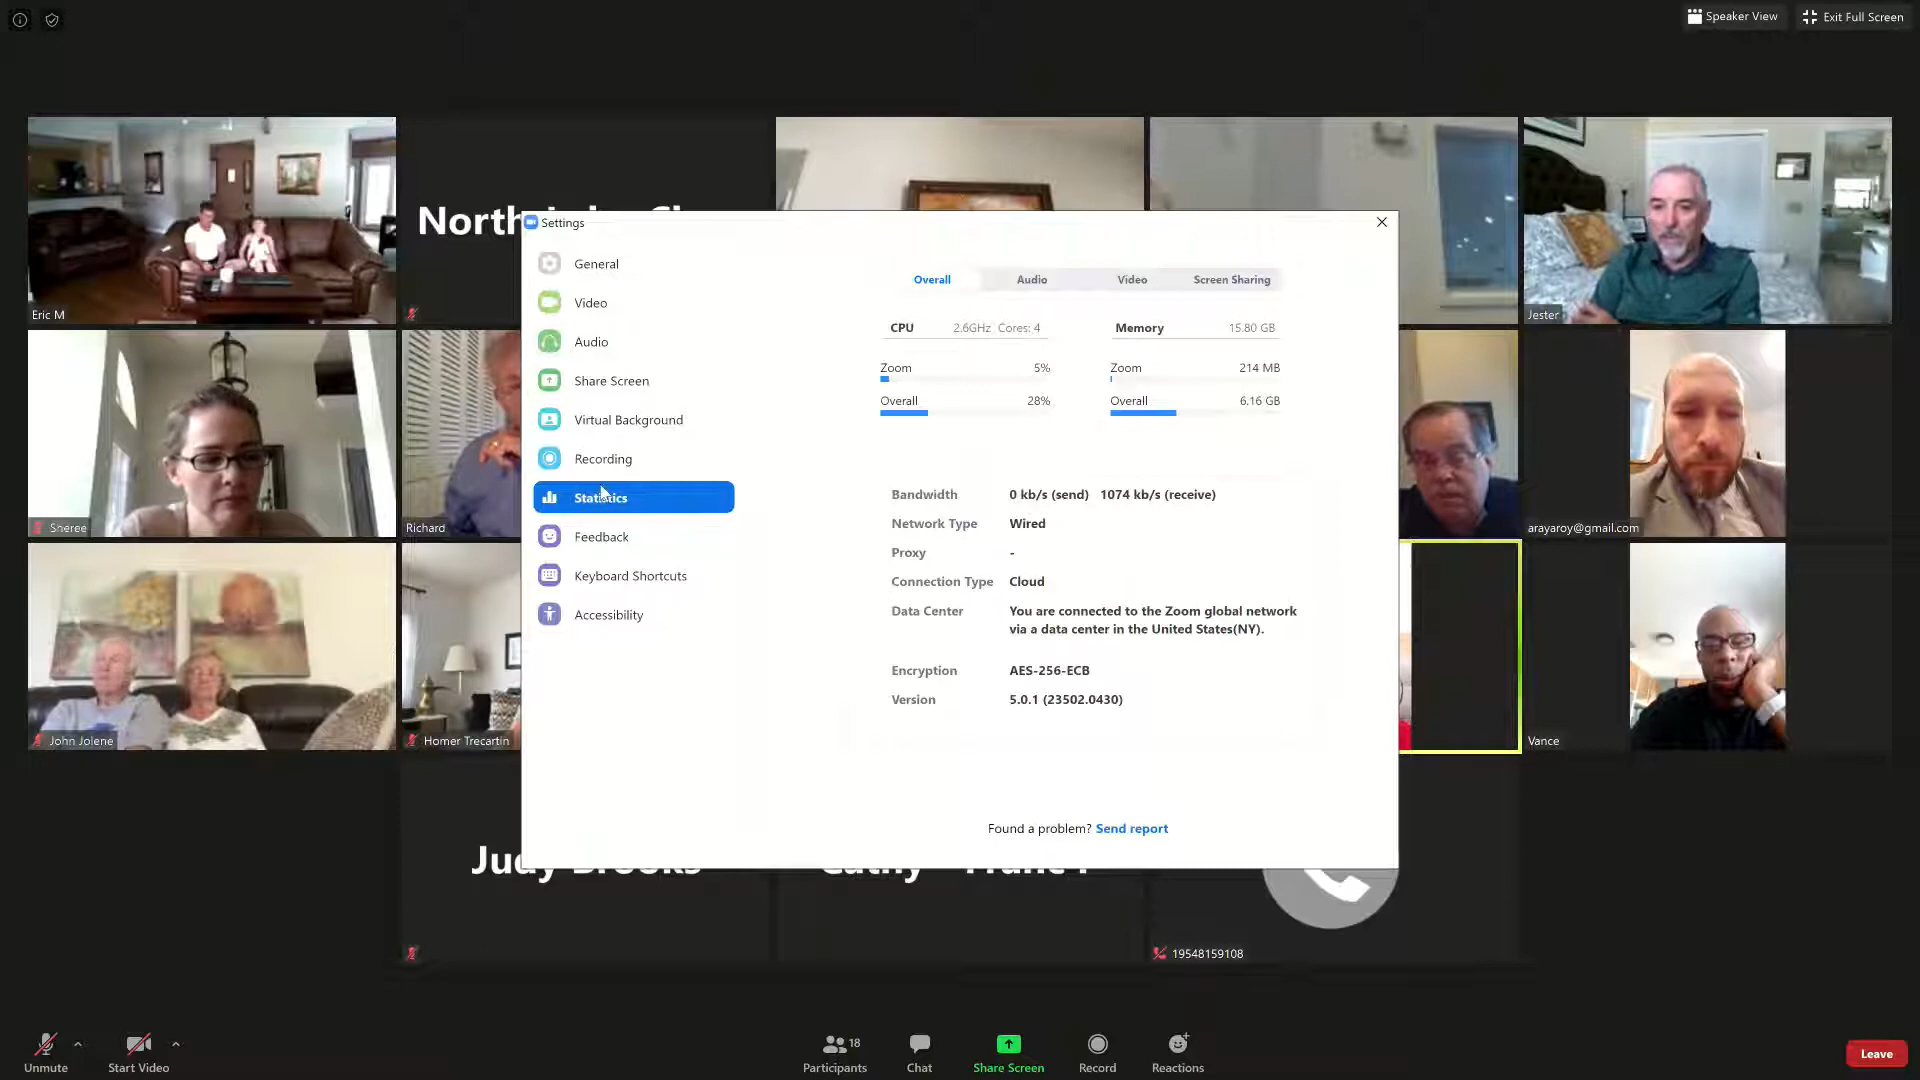 Speaker View
Exit Full Screen
North
Eric M
Jester
Settings
General
Video
Audio
Share Screen
Virtual Background
Recording
Statistics
Feedback
Keyboard Shortcuts
Accessibility
Overall Audio Video Screen Sharing
CPU 2.6GHz Cores: 4
Memory 15.80 GB
Zoom 5%
Zoom 214 MB
Overall 28%
Overall 6.16 GB
Bandwidth 0 kb/s (send) 1074 kb/s (receive)
Network Type Wired
Proxy -
Connection Type Cloud
Data Center You are connected to the Zoom global network
via a data center in the United States(NY).
Encryption AES-256-ECB
Version 5.0.1 (23502.0430)
Found a problem? Send report
Sheree
Richard
arayaroy@gmail.com
John Jolene
Homer Trecartin
Vance
Judy Brooks
19548159108
Unmute
Start Video
Participants 18
Chat
Share Screen
Record
Reactions
Leave